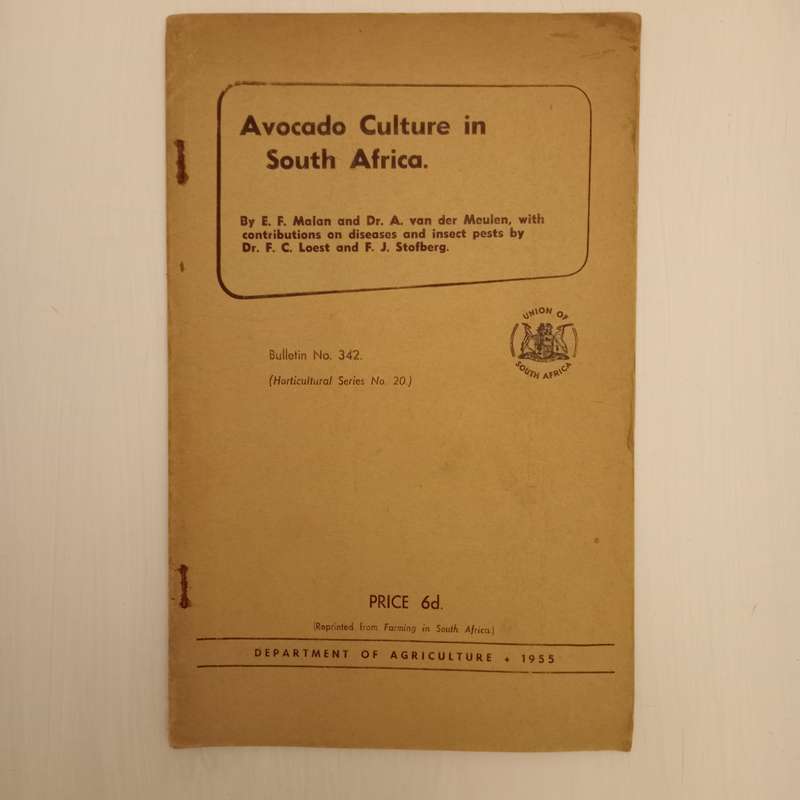 Avocado Culture in
South Africa.
By E. F. Malan and Dr. A. van der Meulen, with
contributions on diseases and insect pests by
Dr. F. C. Loest and F. J. Stofberg.
UNION OF
SOUTH AFRICA
Bulletin No. 342.
(Horticultural Series No. 20.)
PRICE 6d.
(Reprinted from Farming in South Africa.)
DEPARTMENT OF AGRICULTURE + 1955